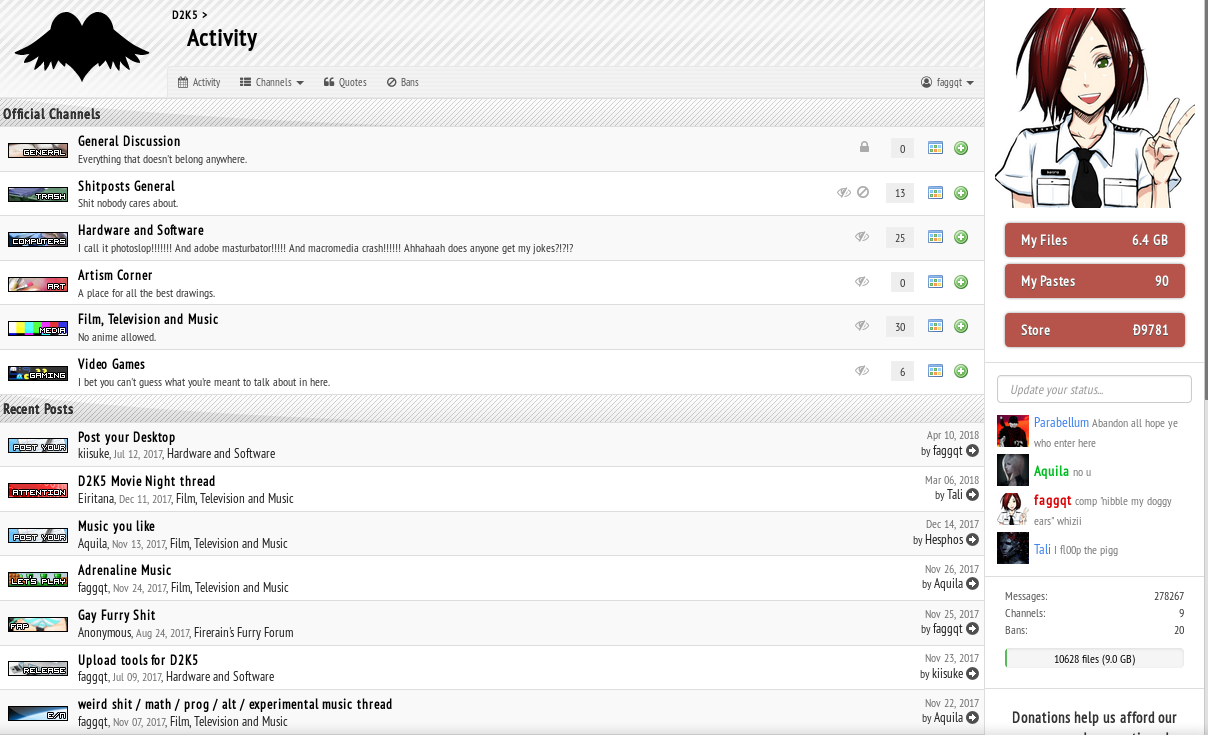 D2K5 >
Activity
Activity Channels Quotes Bans faggqt
Official Channels
GENERAL
General Discussion
Everything that doesn't belong anywhere.
0
TRASH
Shitposts General
Shit nobody cares about.
13
COMPUTERS
Hardware and Software
I call it photoslop!!!!!!! And adobe masturbator!!!!! And macromedia crash!!!!!! Ahhahaah does anyone get my jokes?!?!?
25
ART
Artism Corner
A place for all the best drawings.
0
MEDIA
Film, Television and Music
No anime allowed.
30
GAMING
Video Games
I bet you can't guess what you're meant to talk about in here.
6
Recent Posts
POST YOUR
Post your Desktop
kiisuke, Jul 12, 2017, Hardware and Software
Apr 10, 2018
by faggqt
ATTENTION
D2K5 Movie Night thread
Eiritana, Dec 11, 2017, Film, Television and Music
Mar 06, 2018
by Tali
POST YOUR
Music you like
Aquila, Nov 13, 2017, Film, Television and Music
Dec 14, 2017
by Hesphos
LETS PLAY
Adrenaline Music
faggqt, Nov 24, 2017, Film, Television and Music
Nov 26, 2017
by Aquila
FAP
Gay Furry Shit
Anonymous, Aug 24, 2017, Firerain's Furry Forum
Nov 25, 2017
by faggqt
RELEASE
Upload tools for D2K5
faggqt, Jul 09, 2017, Hardware and Software
Nov 23, 2017
by kiisuke
E/N
weird shit / math / prog / alt / experimental music thread
faggqt, Nov 07, 2017, Film, Television and Music
Nov 22, 2017
by Aquila
My Files 6.4 GB
My Pastes 90
Store Đ9781
Update your status...
Parabellum Abandon all hope ye
who enter here
Aquila no u
faggqt comp "nibble my doggy
ears" whizii
Tali I fl00p the pigg
Messages: 278267
Channels: 9
Bans: 20
10628 files (9.0 GB)
Donations help us afford our